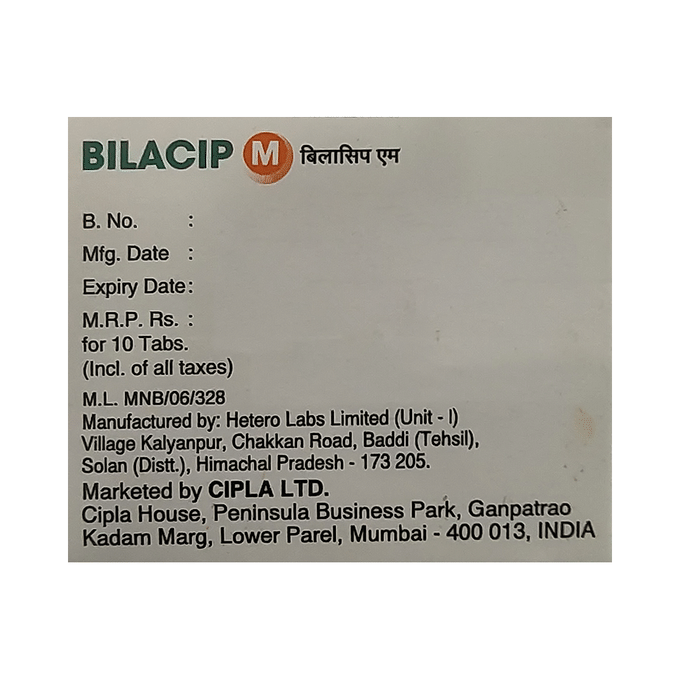 BILACIP M बिलासिप एम
B. No. :
Mfg. Date :
Expiry Date :
M.R.P. Rs. :
for 10 Tabs.
(Incl. of all taxes)
M.L. MNB/06/328
Manufactured by: Hetero Labs Limited (Unit - I)
Village Kalyanpur, Chakkan Road, Baddi (Tehsil),
Solan (Distt.), Himachal Pradesh - 173 205.
Marketed by CIPLA LTD.
Cipla House, Peninsula Business Park, Ganpatrao
Kadam Marg, Lower Parel, Mumbai - 400 013, INDIA